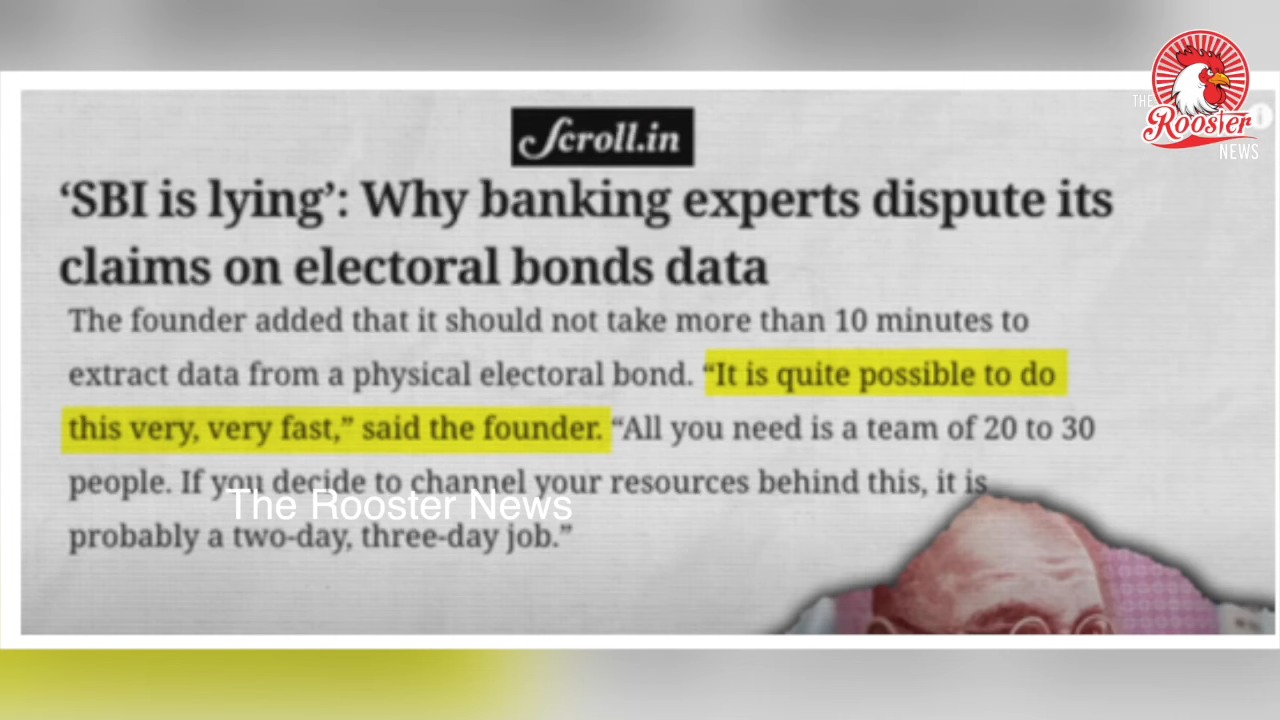 THE
Rooster
NEWS
Scroll.in
‘SBI is lying’: Why banking experts dispute its
claims on electoral bonds data
The founder added that it should not take more than 10 minutes to
extract data from a physical electoral bond. “It is quite possible to do
this very, very fast,” said the founder. “All you need is a team of 20 to 30
people. If you decide to channel your resources behind this, it is
The Rooster News
probably a two-day, three-day job.”